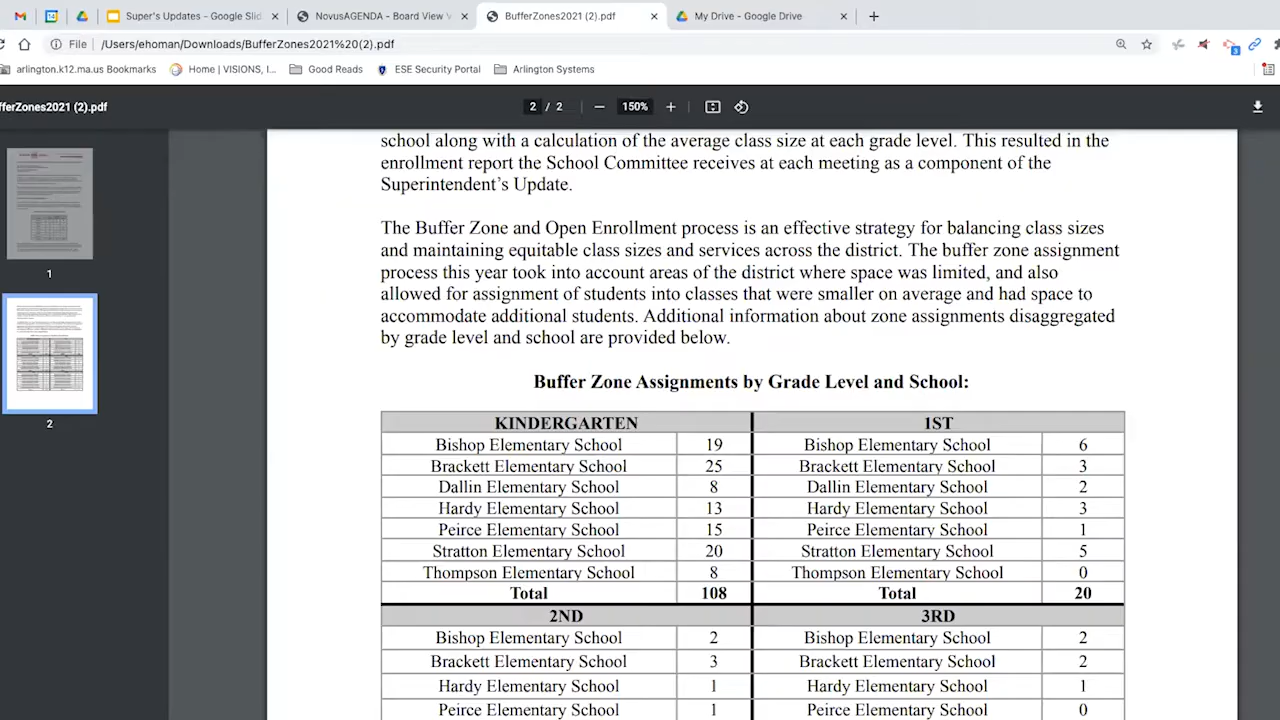 Super's Updates - Google Slid
NovusAGENDA - Board View V
BufferZones2021 (2).pdf
My Drive - Google Drive
File
/Users/ehoman/Downloads/BufferZones2021%20(2).pdf
arlington.k12.ma.us Bookmarks
Home | VISIONS, I...
Good Reads
ESE Security Portal
Arlington Systems
fferZones2021 (2).pdf
2 / 2
150%
school along with a calculation of the average class size at each grade level. This resulted in the
enrollment report the School Committee receives at each meeting as a component of the
Superintendent's Update.
The Buffer Zone and Open Enrollment process is an effective strategy for balancing class sizes
and maintaining equitable class sizes and services across the district. The buffer zone assignment
process this year took into account areas of the district where space was limited, and also
allowed for assignment of students into classes that were smaller on average and had space to
accommodate additional students. Additional information about zone assignments disaggregated
by grade level and school are provided below.
Buffer Zone Assignments by Grade Level and School:
KINDERGARTEN 1ST
Bishop Elementary School 19 Bishop Elementary School 6
Brackett Elementary School 25 Brackett Elementary School 3
Dallin Elementary School 8 Dallin Elementary School 2
Hardy Elementary School 13 Hardy Elementary School 3
Peirce Elementary School 15 Peirce Elementary School 1
Stratton Elementary School 20 Stratton Elementary School 5
Thompson Elementary School 8 Thompson Elementary School 0
Total 108 Total 20
2ND 3RD
Bishop Elementary School 2 Bishop Elementary School 2
Brackett Elementary School 3 Brackett Elementary School 2
Hardy Elementary School 1 Hardy Elementary School 1
Peirce Elementary School 1 Peirce Elementary School 0
1
2